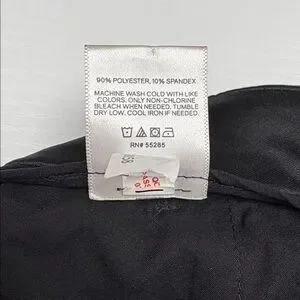 90% POLYESTER, 10% SPANDEX
MACHINE WASH COLD WITH LIKE
COLORS. ONLY NON-CHLORINE
BLEACH WHEN NEEDED. TUMBLE
DRY LOW. COOL IRON IF NEEDED.
RN# 55285